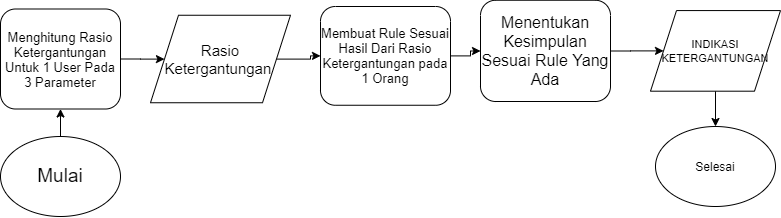 Menghitung Rasio
Ketergantungan
Untuk 1 User Pada
3 Parameter
Rasio
Ketergantungan
Membuat Rule Sesuai
Hasil Dari Rasio
Ketergantungan pada
1 Orang
Menentukan
Kesimpulan
Sesuai Rule Yang
Ada
INDIKASI
KETERGANTUNGAN
Mulai
Selesai